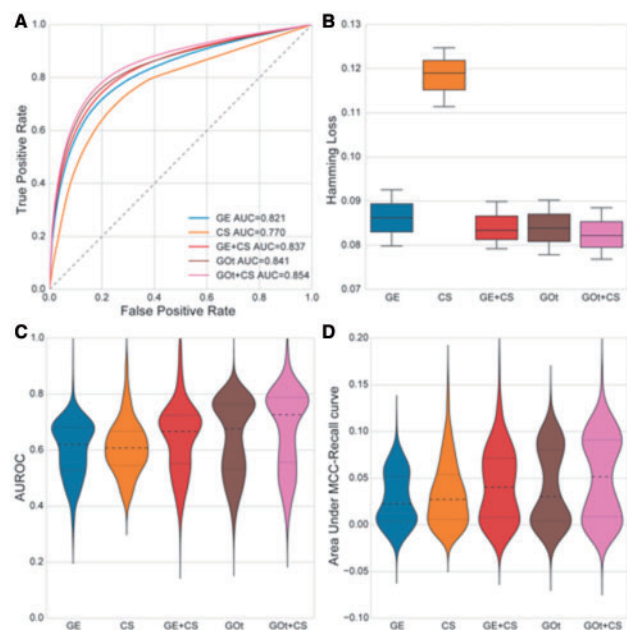 A
1.0
0.8
0.6
0.4
0.2
0.0
True Positive Rate
0.0 0.2 0.4 0.6 0.8 1.0
False Positive Rate
GE AUC=0.821
CS AUC=0.770
GE+CS AUC=0.837
GOt AUC=0.841
GOt+CS AUC=0.854
B
0.13
0.12
0.11
0.10
0.09
0.08
0.07
Hamming Loss
GE CS GE+CS GOt GOt+CS
C
1.0
0.8
0.6
0.4
0.2
0.0
AUROC
GE CS GE+CS GOt GOt+CS
D
0.20
0.15
0.10
0.05
0.00
−0.05
−0.10
Area Under MCC-Recall curve
GE CS GE+CS GOt GOt+CS